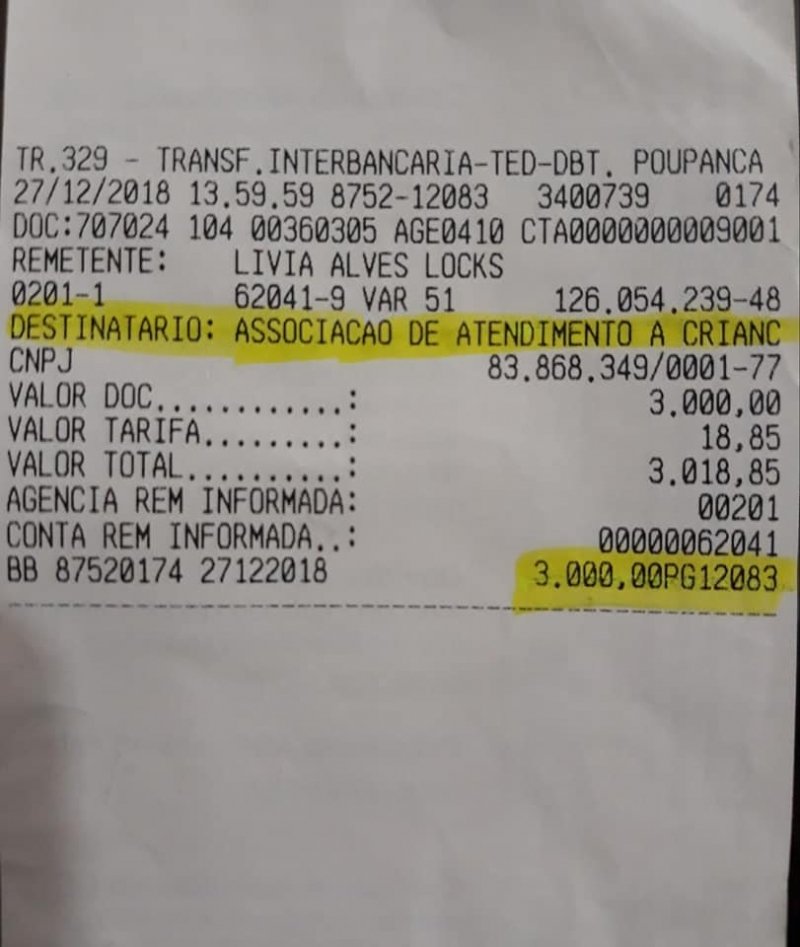 TR.329 - TRANSF.INTERBANCARIA-TED-DBT. POUPANCA
27/12/2018 13.59.59 8752-12083 3400739 0174
DOC:707024 104 00360305 AGE0410 CTA0000000009001
REMETENTE: LIVIA ALVES LOCKS
0201-1 62041-9 VAR 51 126.054.239-48
DESTINATARIO: ASSOCIACAO DE ATENDIMENTO A CRIANC
CNPJ 83.868.349/0001-77
VALOR DOC............: 3.000,00
VALOR TARIFA.........: 18,85
VALOR TOTAL..........: 3.018,85
AGENCIA REM INFORMADA: 00201
CONTA REM INFORMADA..: 00000062041
BB 87520174 27122018 3.000,00PG12083